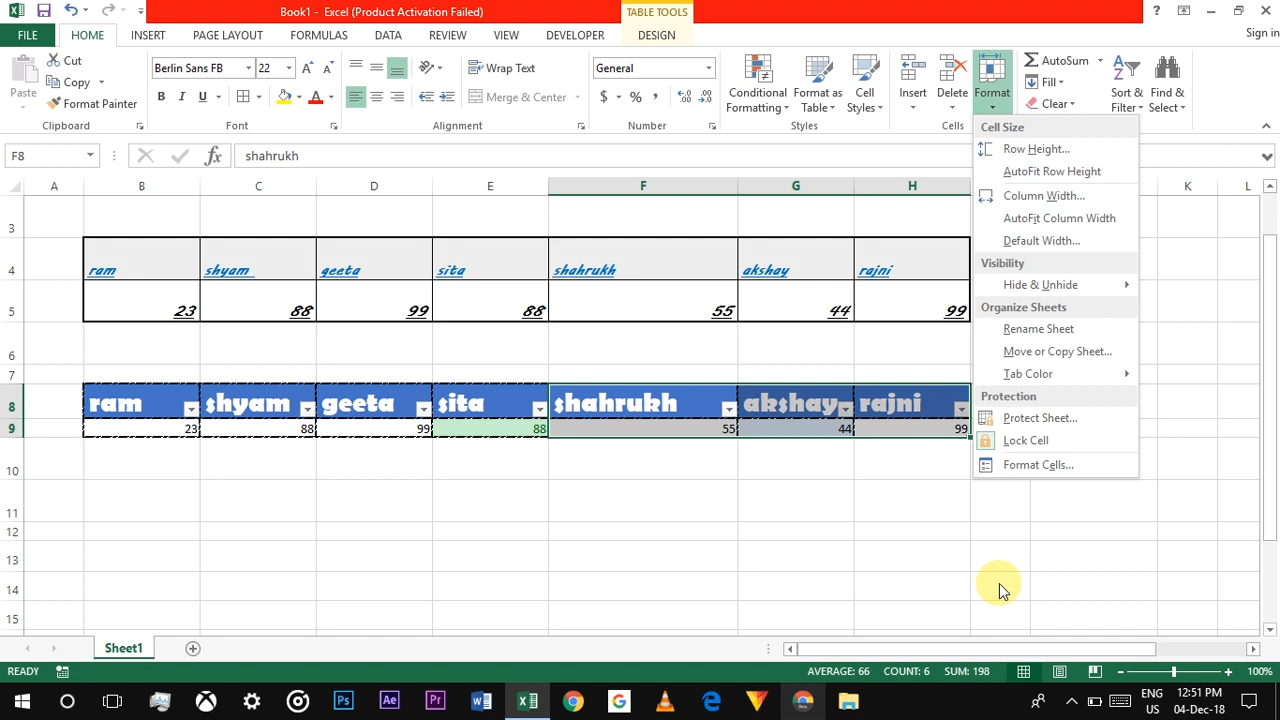 Book1 - Excel (Product Activation Failed)
TABLE TOOLS
?
FILE HOME INSERT PAGE LAYOUT FORMULAS DATA REVIEW VIEW DEVELOPER DESIGN Sign in
Paste
Cut
Copy
Format Painter
Clipboard
Berlin Sans FB 22
B I U
Font
Wrap Text
Merge & Center
Alignment
General
$ % ,
Number
Conditional Formatting
Format as Table
Cell Styles
Styles
Insert
Delete
Format
Cells
AutoSum
Fill
Clear
Sort & Filter
Find & Select
Cell Size
Row Height...
AutoFit Row Height
Column Width...
AutoFit Column Width
Default Width...
Visibility
Hide & Unhide
Organize Sheets
Rename Sheet
Move or Copy Sheet...
Tab Color
Protection
Protect Sheet...
Lock Cell
Format Cells...
F8 fx shahrukh
A B C D E F G H K L
3
4 ram shyam geeta sita shahrukh akshay rajni
5 23 88 99 88 55 44 99
6
7
8 ram shyam geeta sita shahrukh akshay rajni
9 23 88 99 88 55 44 99
10
11
12
13
14
15
Sheet1
READY AVERAGE: 66 COUNT: 6 SUM: 198 100%
Ps Ae Pr
ENG US
12:51 PM
04-Dec-18